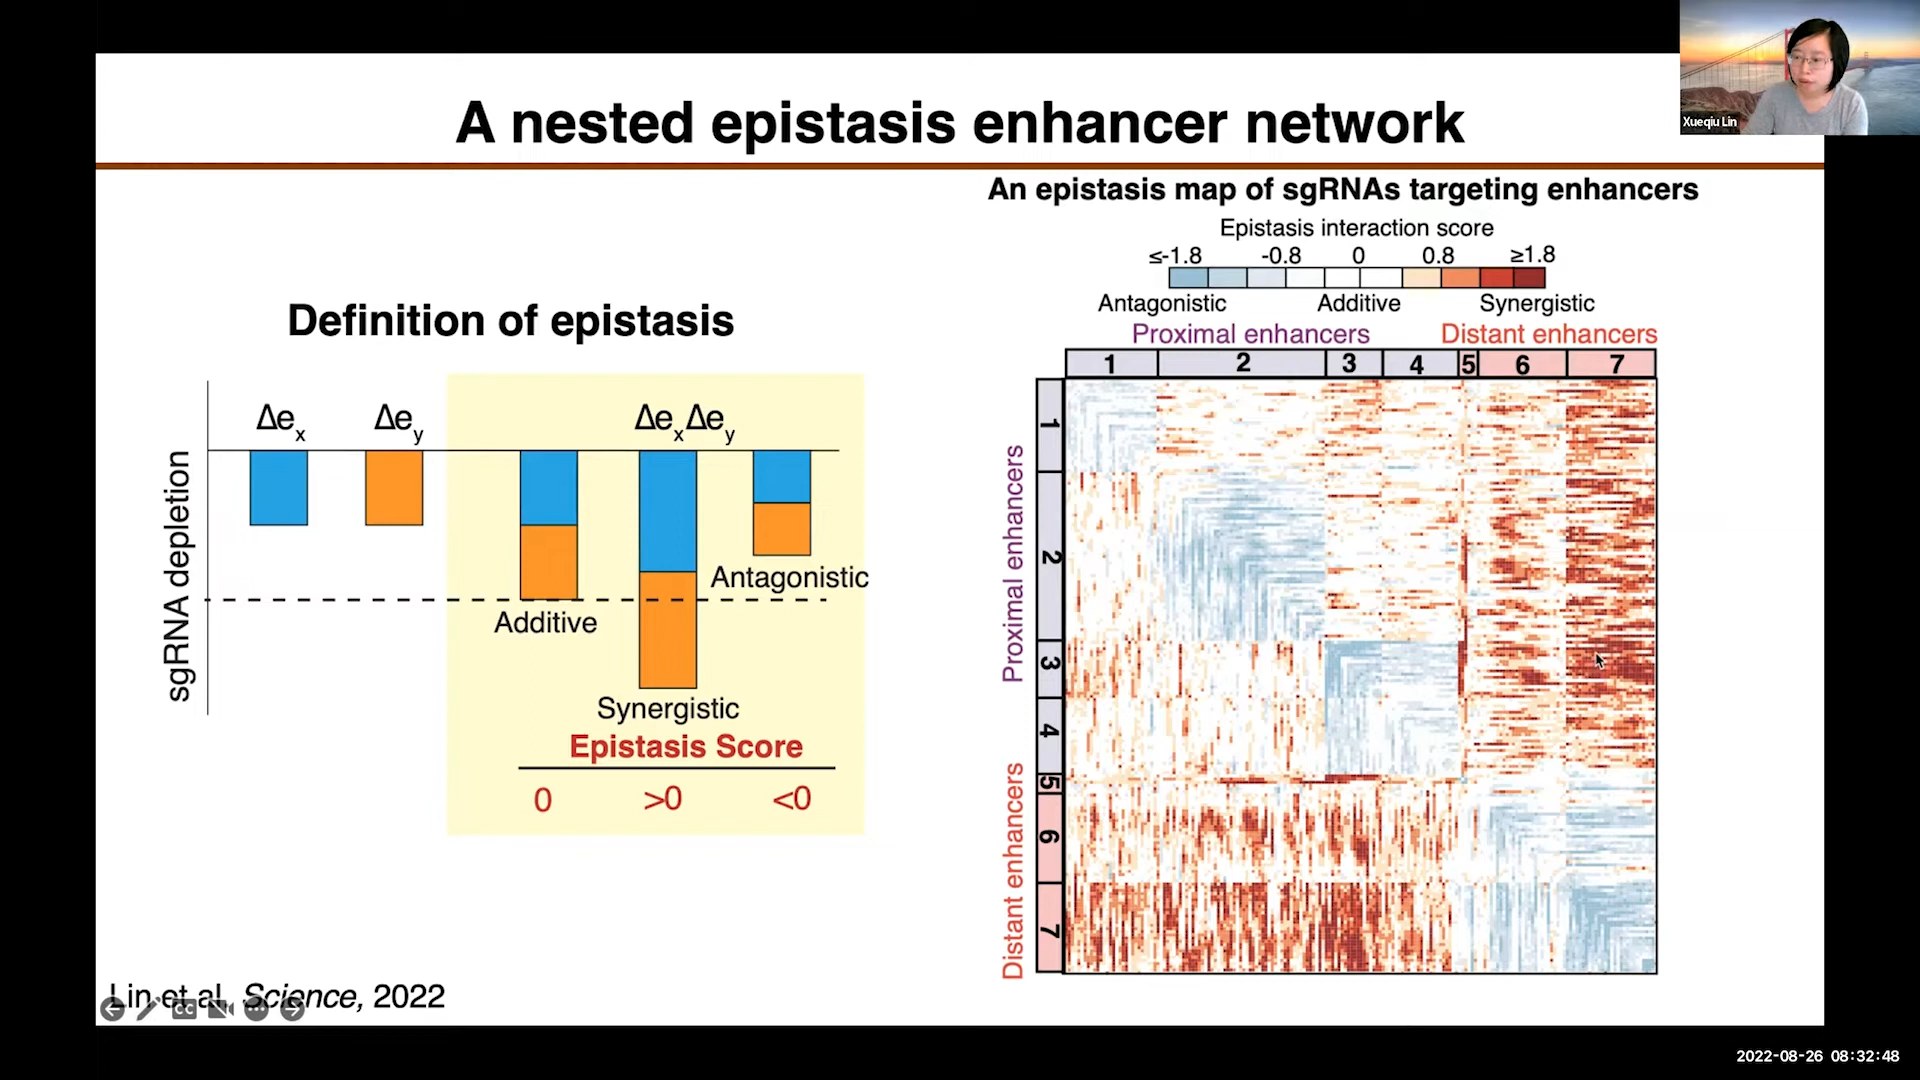 A nested epistasis enhancer network
Xueqiu Lin
An epistasis map of sgRNAs targeting enhancers
Epistasis interaction score
≤-1.8 -0.8 0 0.8 ≥1.8
Antagonistic Additive Synergistic
Proximal enhancers Distant enhancers
1 2 3 4 5 6 7
Proximal enhancers
Distant enhancers
1
2
3
4
5
6
7
Definition of epistasis
Δex Δey ΔexΔey
sgRNA depletion
Antagonistic
Additive
Synergistic
Epistasis Score
0 >0 <0
Lin et al. Science, 2022
CC
2022-08-26 08:32:48